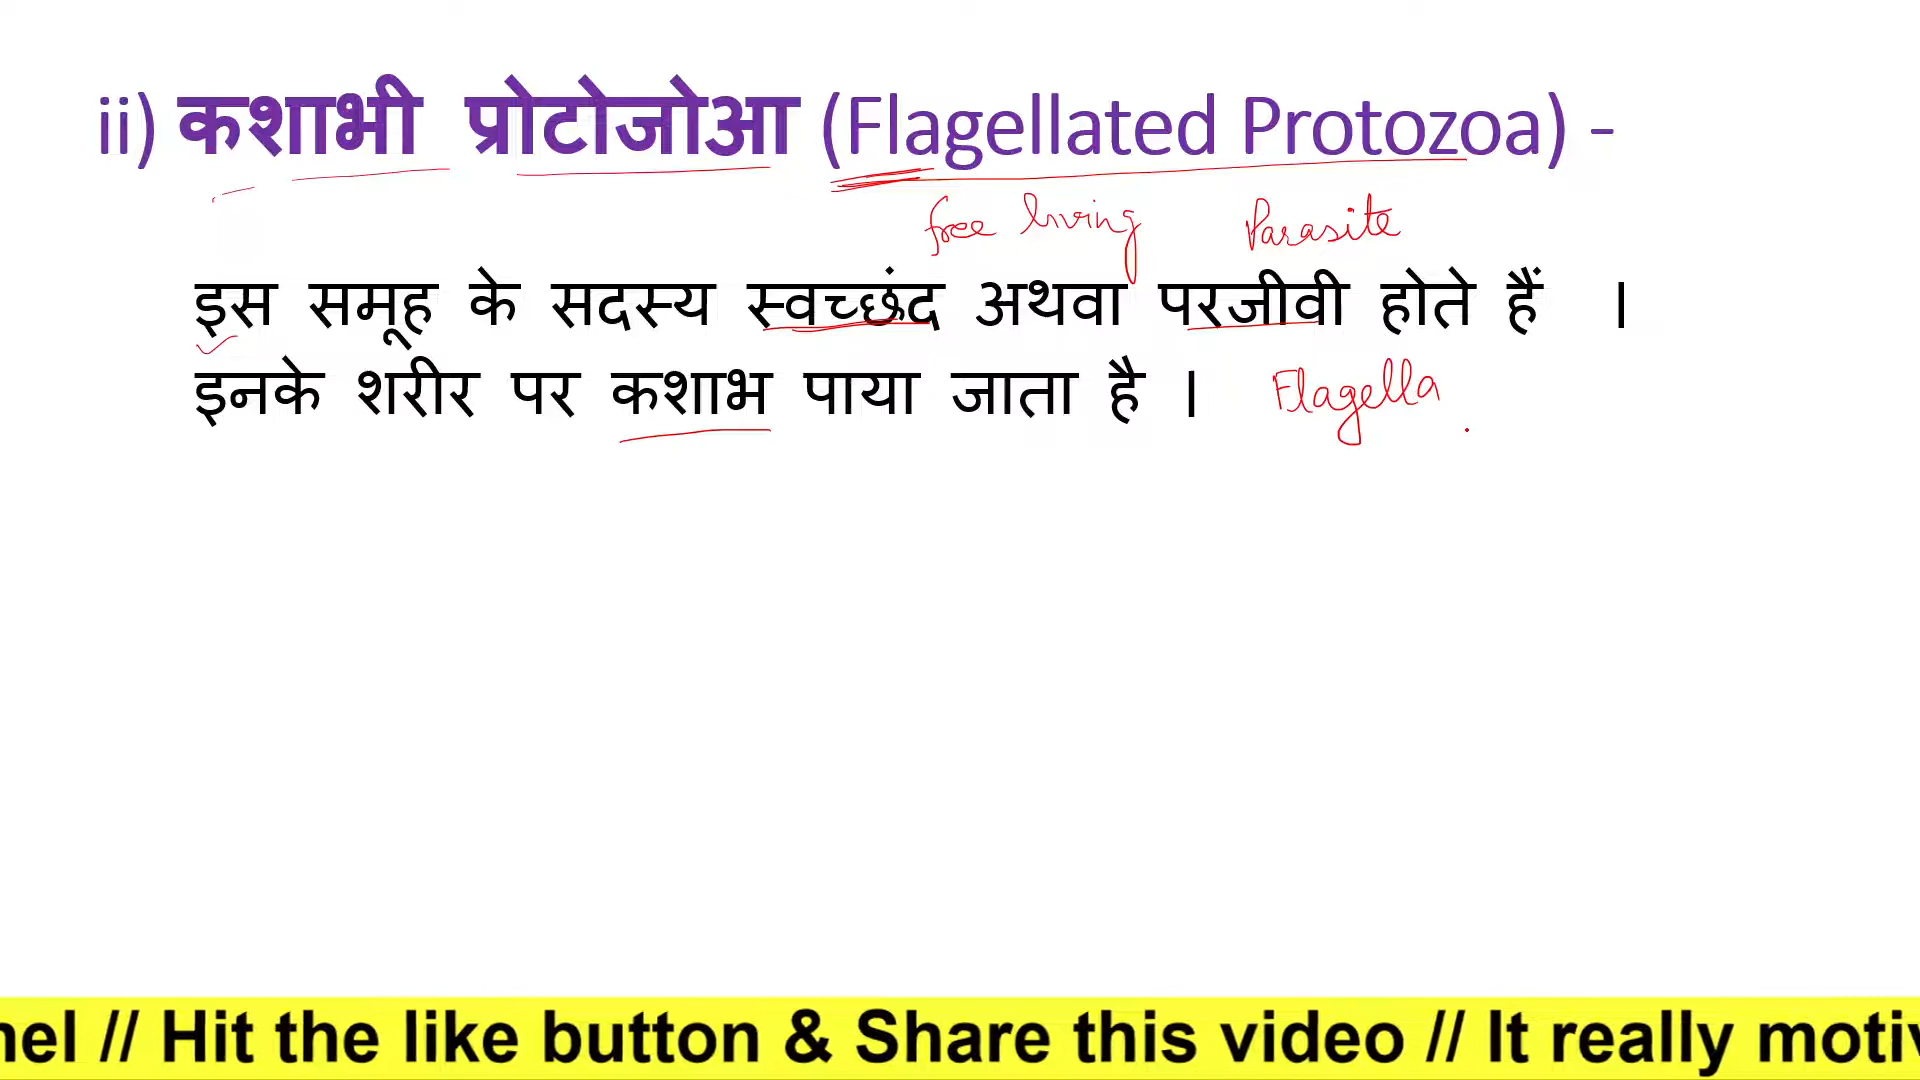 ii) कशाभी प्रोटोजोआ (Flagellated Protozoa) -
free living Parasite
इस समूह के सदस्य स्वच्छंद अथवा परजीवी होते हैं ।
इनके शरीर पर कशाभ पाया जाता है । Flagella
nel // Hit the like button & Share this video // It really motiv